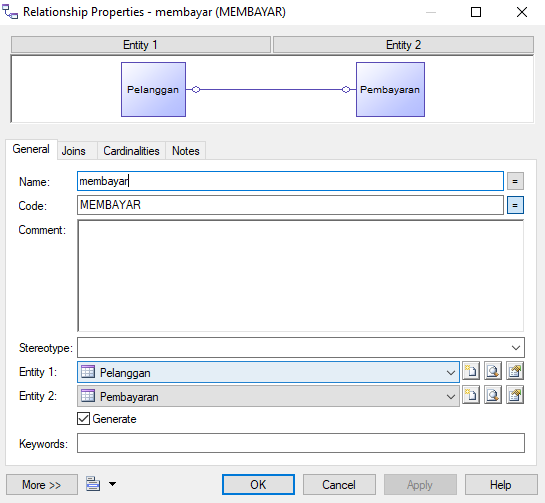 Relationship Properties - membayar (MEMBAYAR)
Entity 1 Entity 2
Pelanggan Pembayaran
General Joins Cardinalities Notes
Name: membayar =
Code: MEMBAYAR =
Comment:
Stereotype:
Entity 1: Pelanggan
Entity 2: Pembayaran
Generate
Keywords:
More >> OK Cancel Apply Help